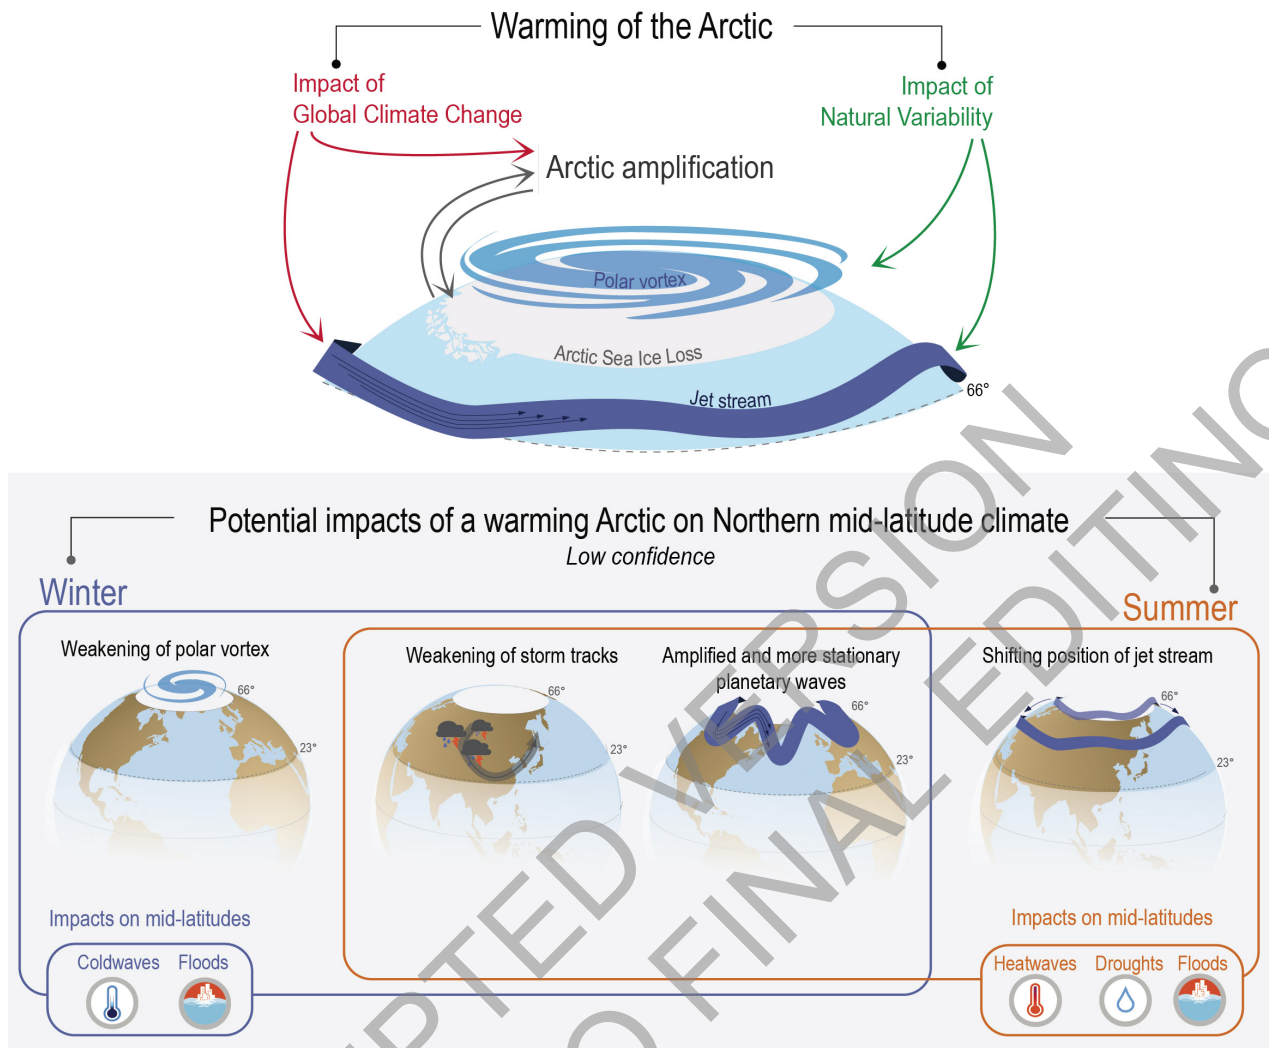 Warming of the Arctic
Impact of
Global Climate Change
Impact of
Natural Variability
Arctic amplification
Polar vortex
Arctic Sea Ice Loss
Jet stream
66°
Potential impacts of a warming Arctic on Northern mid-latitude climate
Low confidence
Winter
Summer
Weakening of polar vortex
66°
23°
Weakening of storm tracks
66°
23°
Amplified and more stationary
planetary waves
66°
23°
Shifting position of jet stream
66°
23°
Impacts on mid-latitudes
Coldwaves
Floods
Impacts on mid-latitudes
Heatwaves
Droughts
Floods
PTED VERSION
O FINAL EDITING